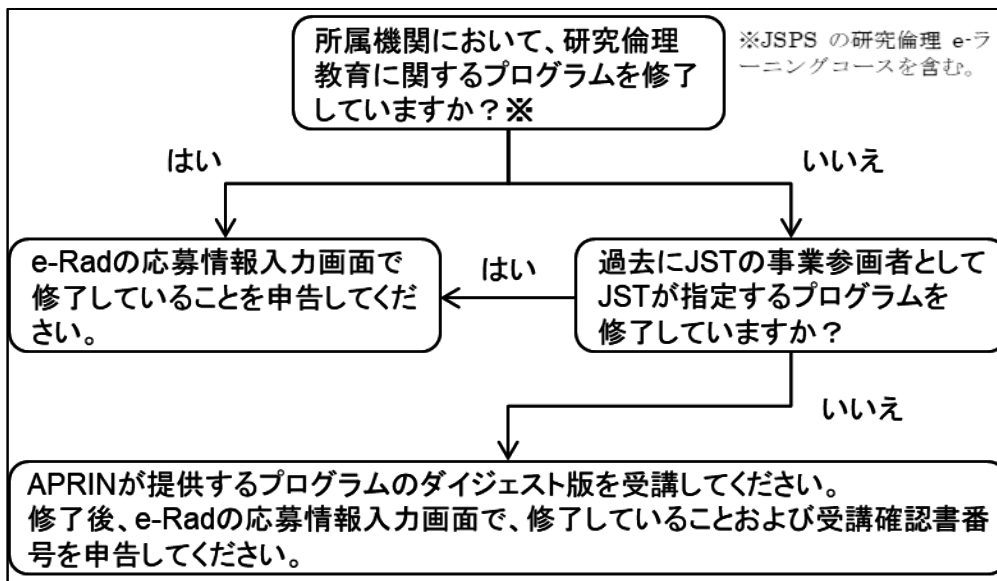 所属機関において、研究倫理
教育に関するプログラムを修了
していますか？※
※JSPS の研究倫理 e-ラ
ーニングコースを含む。
はい
いいえ
e-Radの応募情報入力画面で
修了していることを申告してくだ
さい。
はい
過去にJSTの事業参画者として
JSTが指定するプログラムを
修了していますか？
いいえ
APRINが提供するプログラムのダイジェスト版を受講してください。
修了後、e-Radの応募情報入力画面で、修了していることおよび受講確認書番
号を申告してください。